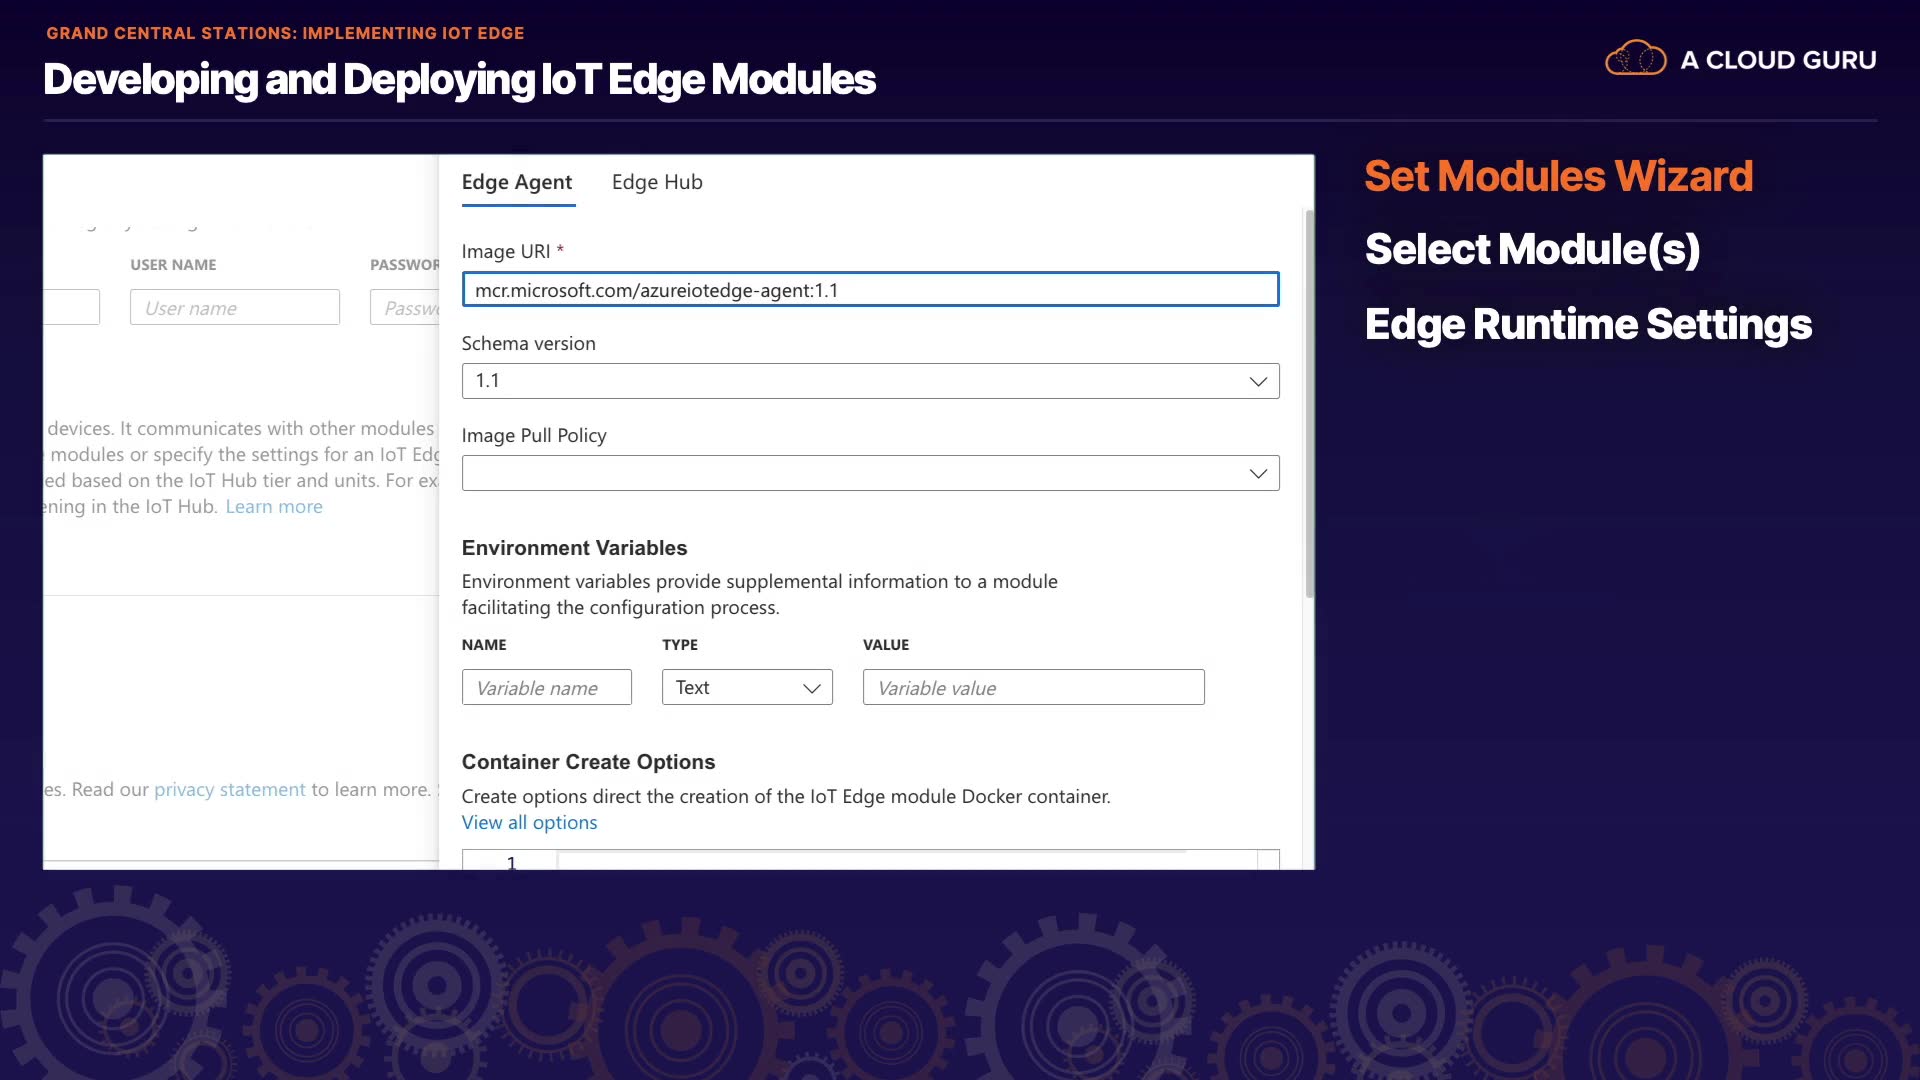 GRAND CENTRAL STATIONS: IMPLEMENTING IOT EDGE
Developing and Deploying IoT Edge Modules
A CLOUD GURU
USER NAME
PASSWOR
User name
Passwo
devices. It communicates with other modules
modules or specify the settings for an IoT Edg
ed based on the IoT Hub tier and units. For ex
ening in the IoT Hub. Learn more
es. Read our privacy statement to learn more.
Edge Agent
Edge Hub
Image URI *
mcr.microsoft.com/azureiotedge-agent:1.1
Schema version
1.1
Image Pull Policy
Environment Variables
Environment variables provide supplemental information to a module
facilitating the configuration process.
NAME
TYPE
VALUE
Variable name
Text
Variable value
Container Create Options
Create options direct the creation of the IoT Edge module Docker container.
View all options
1
Set Modules Wizard
Select Module(s)
Edge Runtime Settings